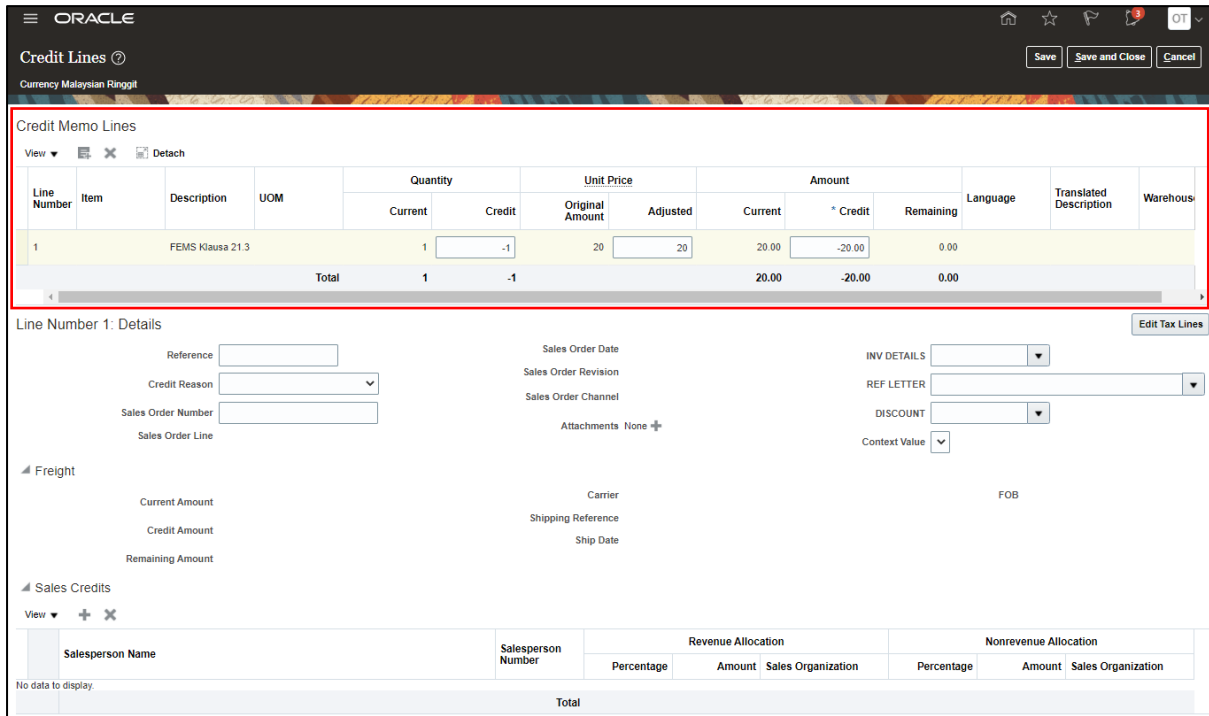 ORACLE
3
OT
Credit Lines ?
Save
Save and Close
Cancel
Currency Malaysian Ringgit
Credit Memo Lines
View
Detach
Line Number Item Description UOM Quantity Unit Price Amount Language Translated Description Warehous
Current Credit Original Amount Adjusted Current * Credit Remaining
1 FEMS Klausa 21.3 1 -1 20 20 20.00 -20.00 0.00
Total 1 -1 20.00 -20.00 0.00
Line Number 1: Details
Edit Tax Lines
Reference
Credit Reason
Sales Order Number
Sales Order Line
Sales Order Date
Sales Order Revision
Sales Order Channel
Attachments None
INV DETAILS
REF LETTER
DISCOUNT
Context Value
Freight
Current Amount
Credit Amount
Remaining Amount
Carrier
Shipping Reference
Ship Date
FOB
Sales Credits
View
Salesperson Name Salesperson Number Revenue Allocation Nonrevenue Allocation
Percentage Amount Sales Organization Percentage Amount Sales Organization
No data to display.
Total